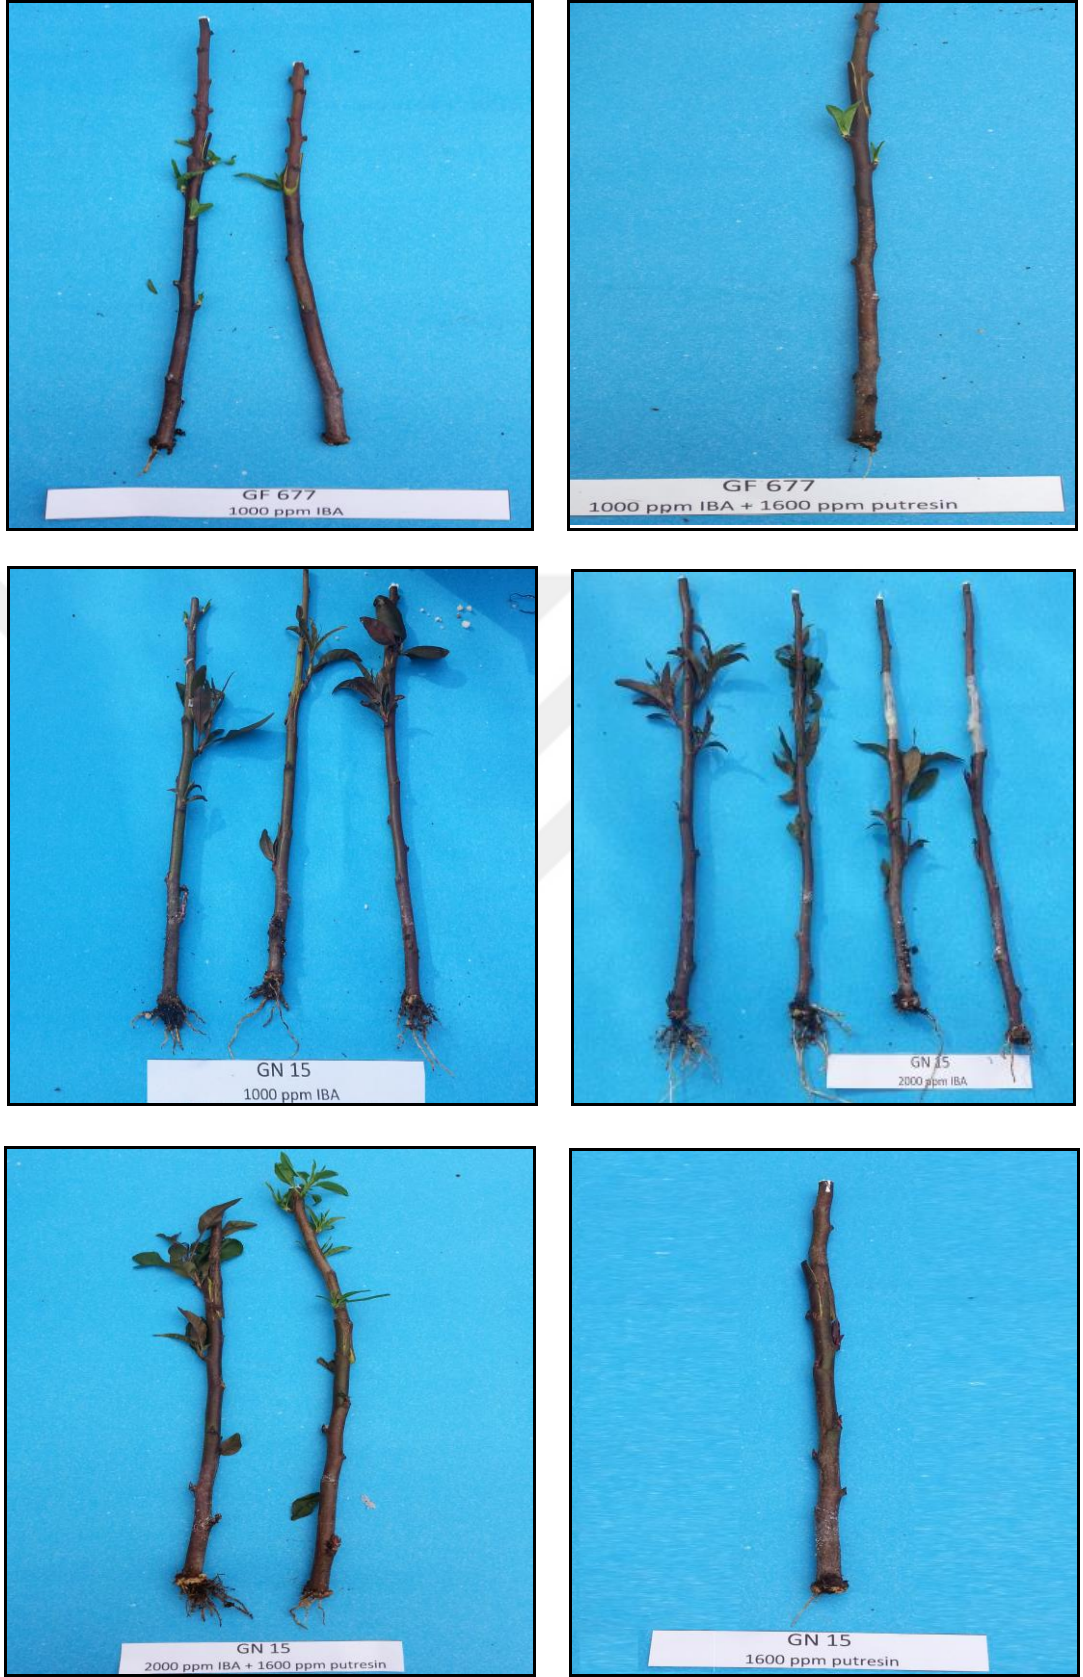 GF 677
1000 ppm IBA
GF 677
1000 ppm IBA + 1600 ppm putresin
GN 15
1000 ppm IBA
GN 15
2000 ppm IBA
GN 15
2000 ppm IBA + 1600 ppm putresin
GN 15
1600 ppm putresin